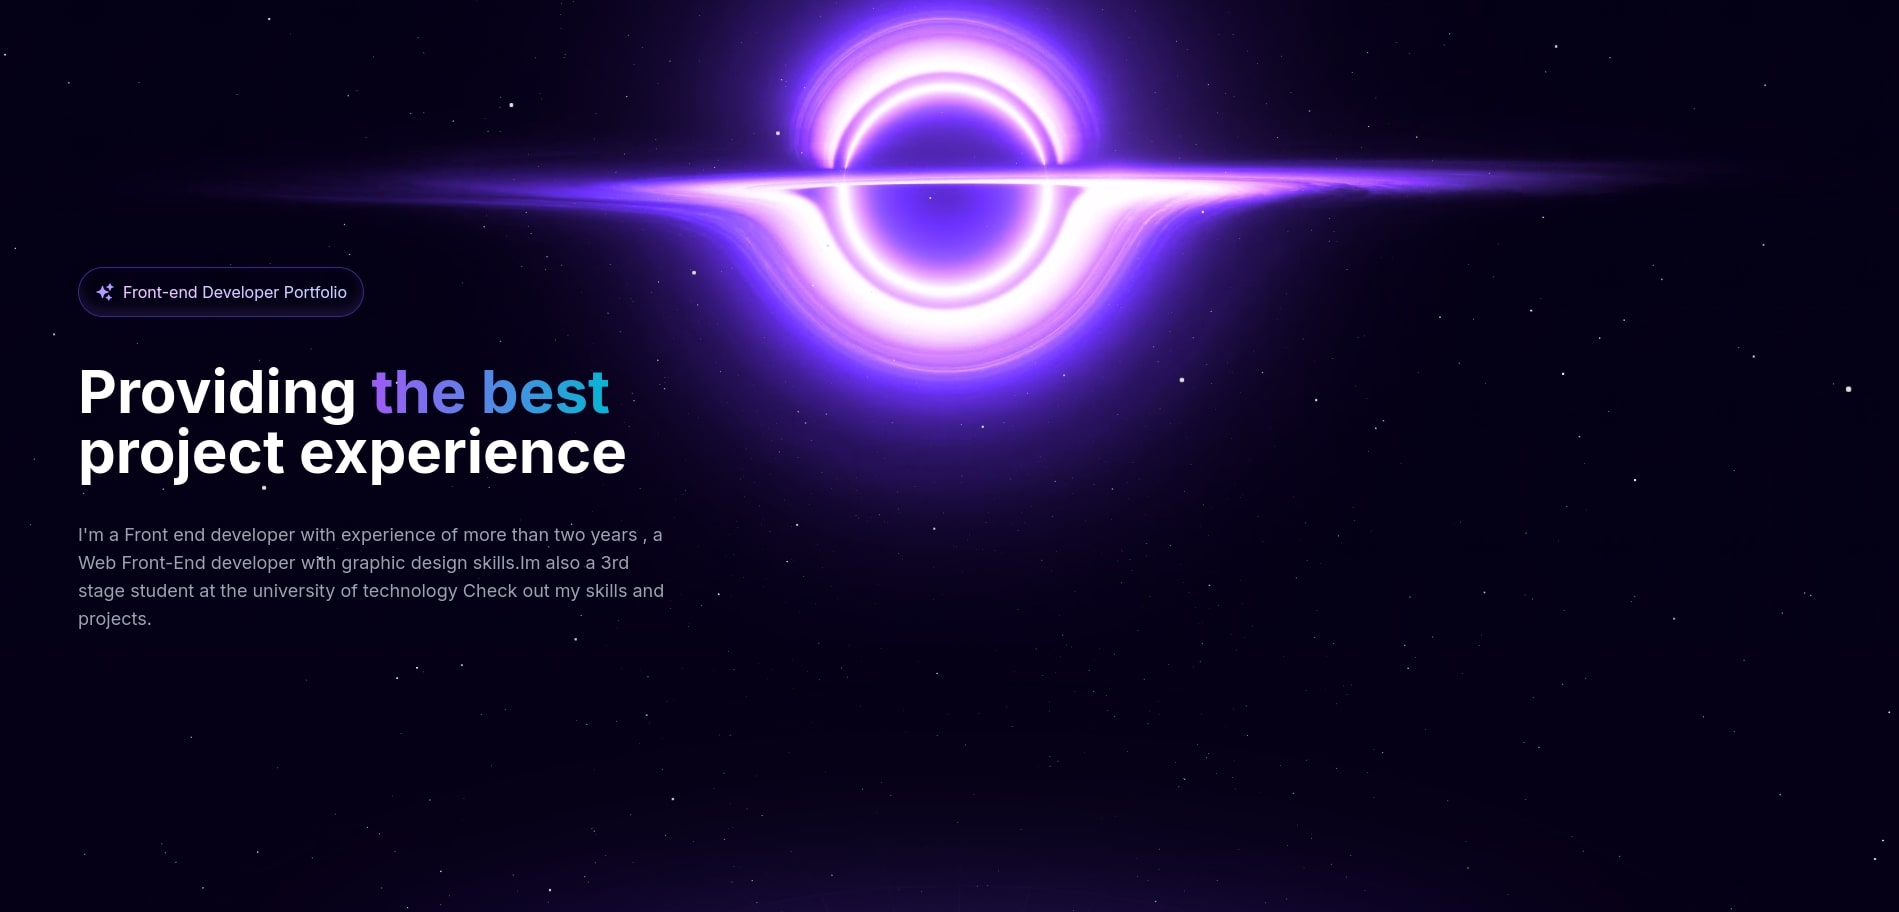 Front-end Developer Portfolio
Providing the best
project experience
I'm a Front end developer with experience of more than two years , a
Web Front-End developer with graphic design skills.Im also a 3rd
stage student at the university of technology Check out my skills and
projects.